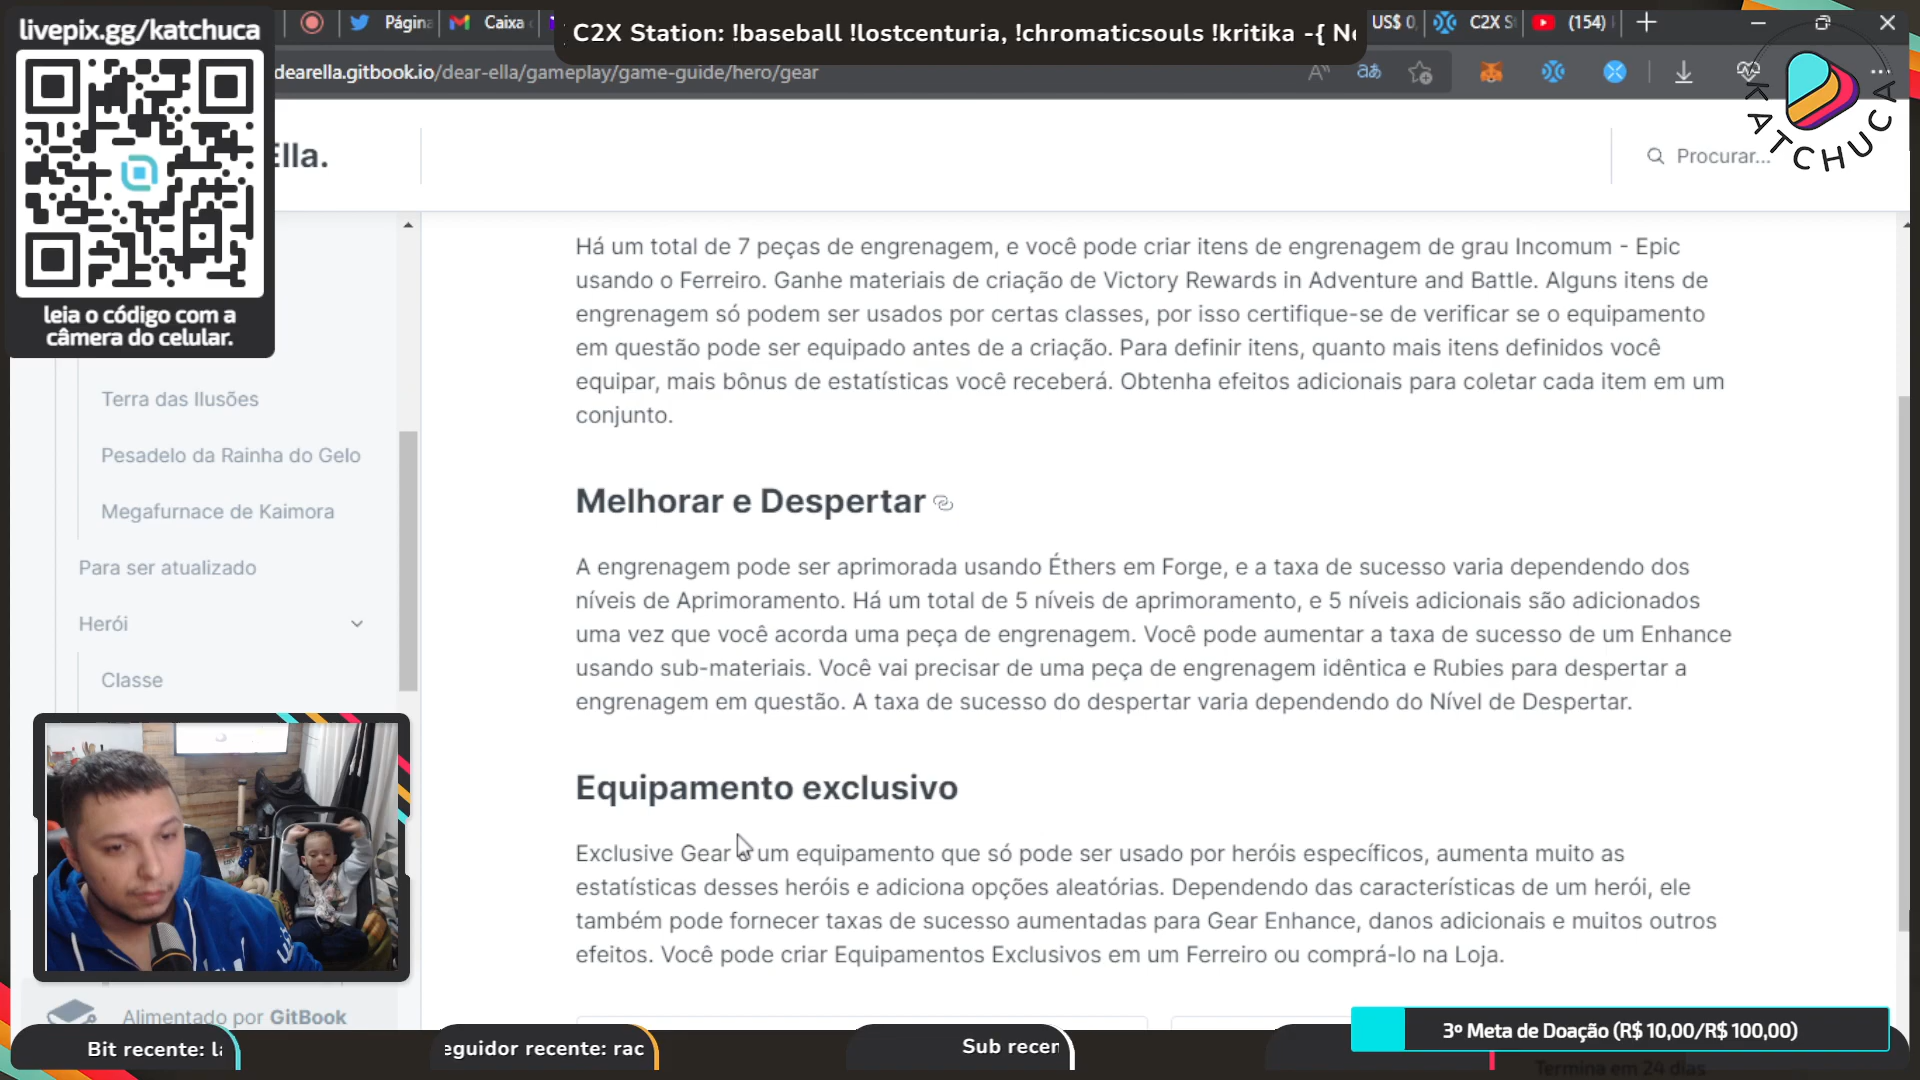 livepix.gg/katchuca
leia o código com a
câmera do celular.
Página
Caixa
C2X Station: !baseball !lostcenturia, !chromaticsouls !kritika -{
US$ 0
C2X S
(154)
dearella.gitbook.io/dear-ella/gameplay/game-guide/hero/gear
KATCHUCA
Ella.
Procurar...
Terra das Ilusões
Pesadelo da Rainha do Gelo
Megafurnace de Kaimora
Para ser atualizado
Herói
Classe
Alimentado por GitBook
Há um total de 7 peças de engrenagem, e você pode criar itens de engrenagem de grau Incomum - Epic
usando o Ferreiro. Ganhe materiais de criação de Victory Rewards in Adventure and Battle. Alguns itens de
engrenagem só podem ser usados por certas classes, por isso certifique-se de verificar se o equipamento
em questão pode ser equipado antes de a criação. Para definir itens, quanto mais itens definidos você
equipar, mais bônus de estatísticas você receberá. Obtenha efeitos adicionais para coletar cada item em um
conjunto.
Melhorar e Despertar
A engrenagem pode ser aprimorada usando Éthers em Forge, e a taxa de sucesso varia dependendo dos
níveis de Aprimoramento. Há um total de 5 níveis de aprimoramento, e 5 níveis adicionais são adicionados
uma vez que você acorda uma peça de engrenagem. Você pode aumentar a taxa de sucesso de um Enhance
usando sub-materiais. Você vai precisar de uma peça de engrenagem idêntica e Rubies para despertar a
engrenagem em questão. A taxa de sucesso do despertar varia dependendo do Nível de Despertar.
Equipamento exclusivo
Exclusive Gear um equipamento que só pode ser usado por heróis específicos, aumenta muito as
estatísticas desses heróis e adiciona opções aleatórias. Dependendo das características de um herói, ele
também pode fornecer taxas de sucesso aumentadas para Gear Enhance, danos adicionais e muitos outros
efeitos. Você pode criar Equipamentos Exclusivos em um Ferreiro ou comprá-lo na Loja.
3º Meta de Doação (R$ 10,00/R$ 100,00)
Termina em 24 dias
Bit recente:
eguidor recente: rac
Sub recen